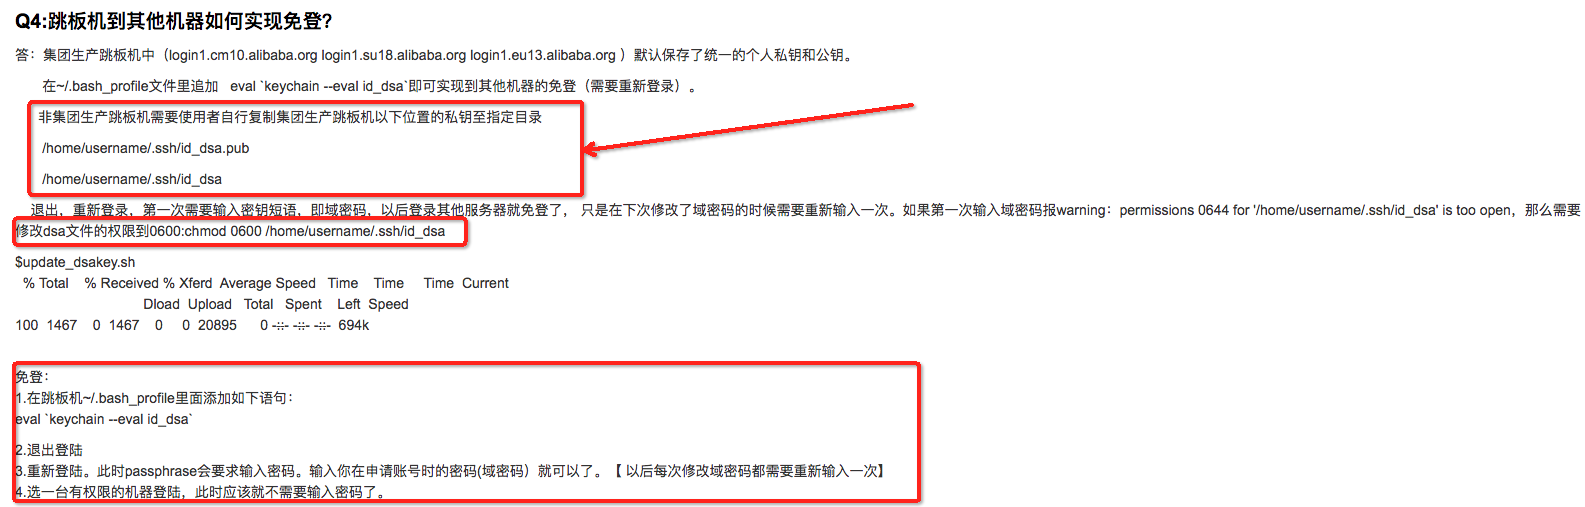 Q4:跳板机到其他机器如何实现免登？
答：集团生产跳板机中（login1.cm10.alibaba.org login1.su18.alibaba.org login1.eu13.alibaba.org ）默认保存了统一的个人私钥和公钥。
在~/.bash_profile文件里追加 eval `keychain --eval id_dsa`即可实现到其他机器的免登（需要重新登录）。
非集团生产跳板机需要使用者自行复制集团生产跳板机以下位置的私钥至指定目录
/home/username/.ssh/id_dsa.pub
/home/username/.ssh/id_dsa
退出，重新登录，第一次需要输入密钥短语，即域密码，以后登录其他服务器就免登了， 只是在下次修改了域密码的时候需要重新输入一次。如果第一次输入域密码报warning：permissions 0644 for '/home/username/.ssh/id_dsa' is too open，那么需要
修改dsa文件的权限到0600:chmod 0600 /home/username/.ssh/id_dsa
$update_dsakey.sh
% Total % Received % Xferd Average Speed Time Time Time Current
Dload Upload Total Spent Left Speed
100 1467 0 1467 0 0 20895 0 --:--:-- --:--:-- --:--:-- 694k
免登：
1.在跳板机~/.bash_profile里面添加如下语句：
eval `keychain --eval id_dsa`
2.退出登陆
3.重新登陆。此时passphrase会要求输入密码。输入你在申请账号时的密码(域密码）就可以了。【 以后每次修改域密码都需要重新输入一次】
4.选一台有权限的机器登陆，此时应该就不需要输入密码了。